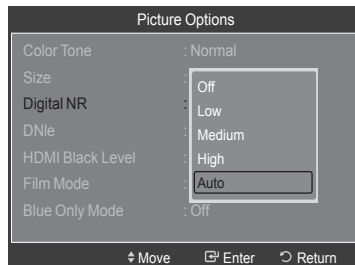 Picture Options
Color Tone : Normal
Size :
Off
Digital NR :
Low
DNIe :
Medium
HDMI Black Level :
High
Film Mode :
Auto
Blue Only Mode : Off
Move Enter Return